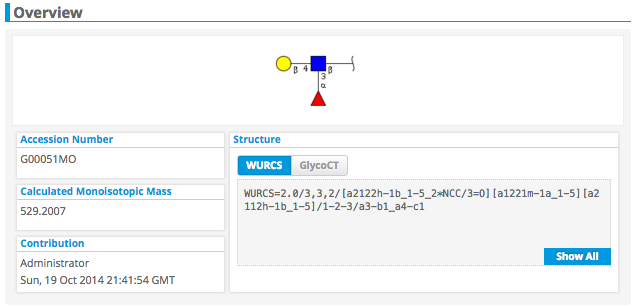 Overview
β 4 β
3
α
Accession Number
G00051MO
Calculated Monoisotopic Mass
529.2007
Contribution
Administrator
Sun, 19 Oct 2014 21:41:54 GMT
Structure
WURCS GlycoCT
WURCS=2.0/3,3,2/[a2122h-1b_1-5_2*NCC/3=O][a1221m-1a_1-5][a2
112h-1b_1-5]/1-2-3/a3-b1_a4-c1
Show All